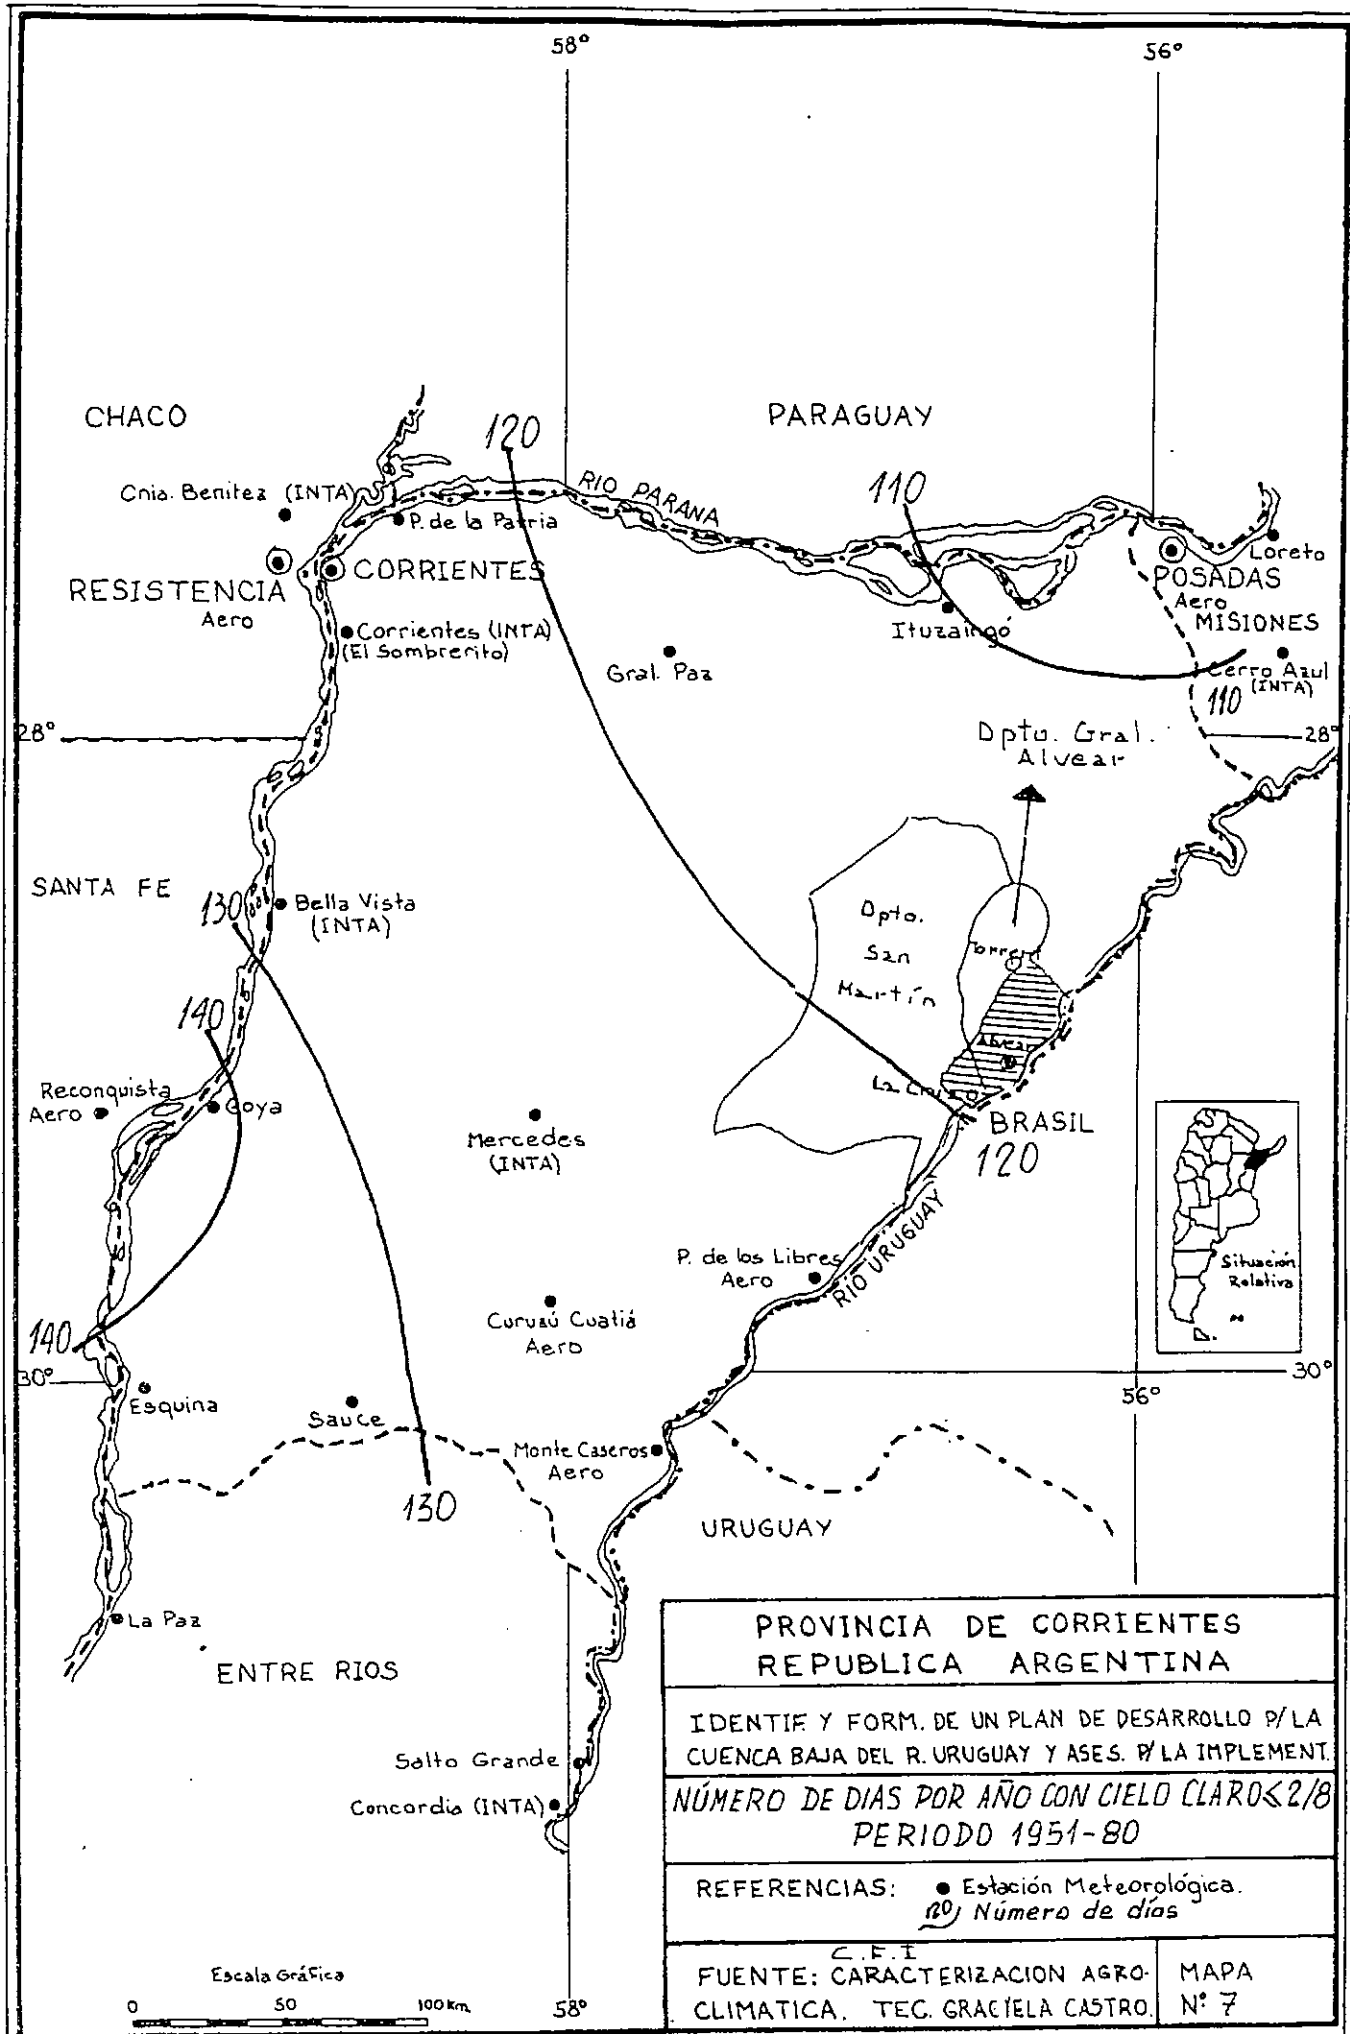 58°
56°
CHACO
PARAGUAY
120
RIO PARANA
110
Cnia. Benitez (INTA)
P. de la Patria
Loreto
RESISTENCIA
Aero
CORRIENTES
POSADAS
Aero
MISIONES
Corrientes (INTA)
(El Sombrerito)
Ituzaingó
Gral. Paz
Cerro Azul
(INTA)
110
28°
28°
Dpto. Gral.
Alvear
SANTA FE
130
Bella Vista
(INTA)
Dpto.
San
Martín
Torrent
140
Alvear
La Cruz
Reconquista
Aero
Goya
Mercedes
(INTA)
BRASIL
120
P. de los Libres
Aero
RÍO URUGUAY
Situación
Relativa
Curuzú Cuatiá
Aero
140
30°
30°
56°
Esquina
Sauce
Monte Caseros
Aero
130
URUGUAY
La Paz
ENTRE RIOS
Salto Grande
Concordia (INTA)
PROVINCIA DE CORRIENTES
REPUBLICA ARGENTINA
IDENTIF. Y FORM. DE UN PLAN DE DESARROLLO P/LA
CUENCA BAJA DEL R. URUGUAY Y ASES. P/ LA IMPLEMENT.
NÚMERO DE DIAS POR AÑO CON CIELO CLARO≤2/8
PERIODO 1951-80
REFERENCIAS:
Estación Meteorológica.
120 Número de días
C.F.I
FUENTE: CARACTERIZACION AGRO-
CLIMATICA. TEC. GRACIELA CASTRO.
MAPA
N° 7
Escala Gráfica
0 50 100 km.
58°